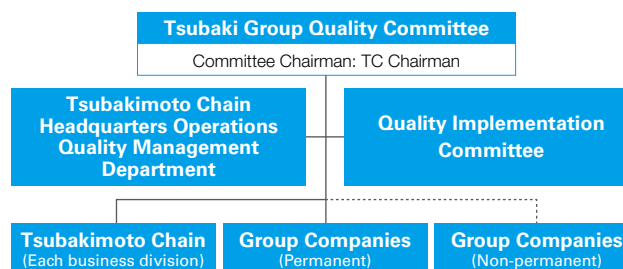 Tsubaki Group Quality Committee
Committee Chairman: TC Chairman
Tsubakimoto Chain
Headquarters Operations
Quality Management
Department
Quality Implementation
Committee
Tsubakimoto Chain
(Each business division)
Group Companies
(Permanent)
Group Companies
(Non-permanent)